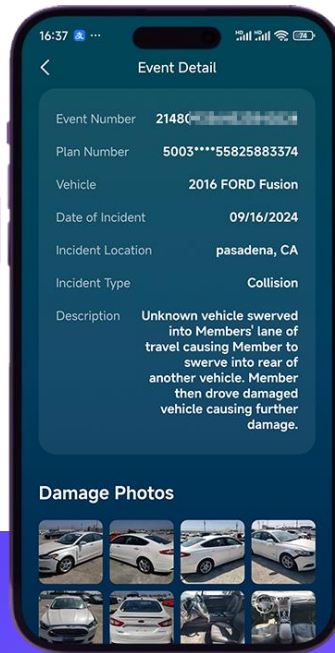 16:37
Event Detail
Event Number 2148
Plan Number 5003****55825883374
Vehicle 2016 FORD Fusion
Date of Incident 09/16/2024
Incident Location pasadena, CA
Incident Type Collision
Description Unknown vehicle swerved
into Members' lane of
travel causing Member to
swerve into rear of
another vehicle. Member
then drove damaged
vehicle causing further
damage.
Damage Photos